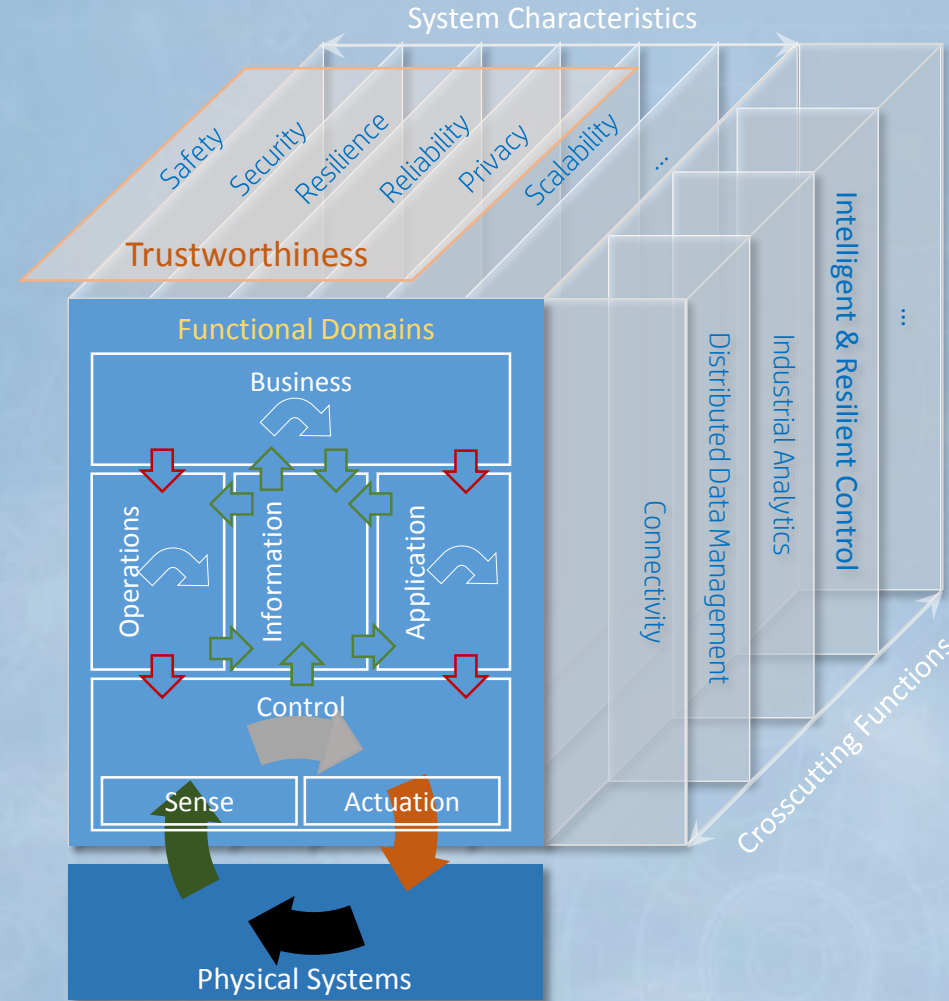 System Characteristics
Safety
Security
Resilience
Reliability
Privacy
Scalability
...
Trustworthiness
Functional Domains
Business
Operations
Information
Application
Control
Sense
Actuation
Physical Systems
Connectivity
Distributed Data Management
Industrial Analytics
Intelligent & Resilient Control
...
Crosscutting Functions